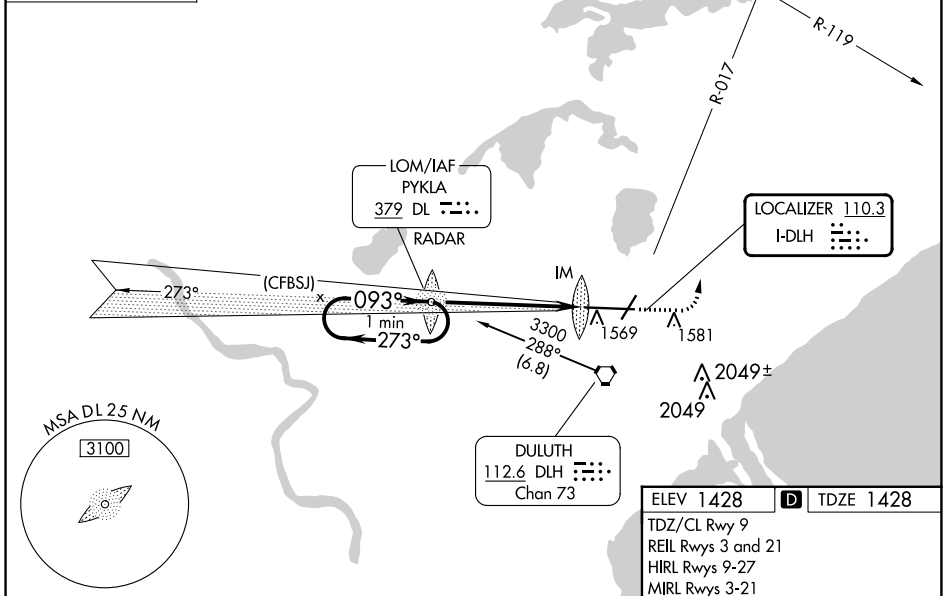 R-119
R-017
LOM/IAF
PYKLA
379 DL
RADAR
LOCALIZER 110.3
I-DLH
IM
(CFBSJ)
273°
x
093°
1 min
273°
3300
288°
(6.8)
1569
1581
2049±
2049
MSA DL 25 NM
3100
DULUTH
112.6 DLH
Chan 73
ELEV 1428 D TDZE 1428
TDZ/CL Rwy 9
REIL Rwys 3 and 21
HIRL Rwys 9-27
MIRL Rwys 3-21